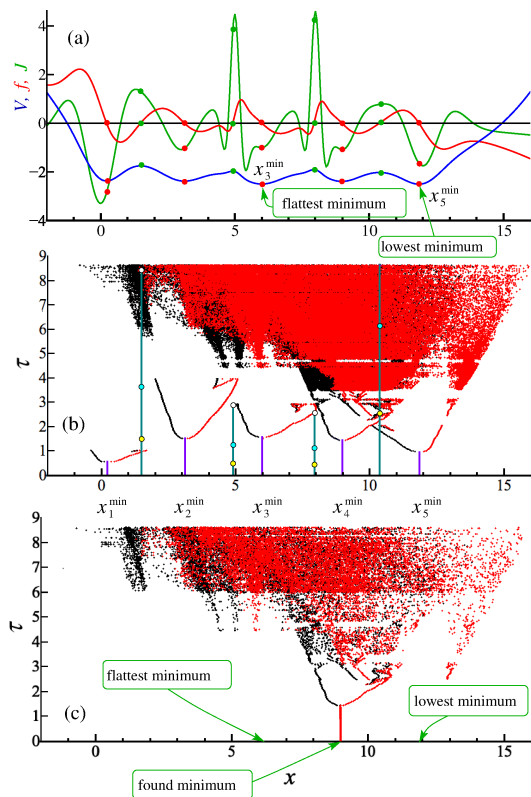 (a)
V, f, J
4
2
0
−2
−4
x₃ᵐⁱⁿ
x₅ᵐⁱⁿ
flattest minimum
lowest minimum
0 5 10 15
9
8
7
6
5
4
3
2
1
0
τ
(b)
0 5 10 15
x₁ᵐⁱⁿ x₂ᵐⁱⁿ x₃ᵐⁱⁿ x₄ᵐⁱⁿ x₅ᵐⁱⁿ
9
8
7
6
5
4
3
2
1
0
τ
flattest minimum
lowest minimum
(c)
0 5 10 15
x
found minimum